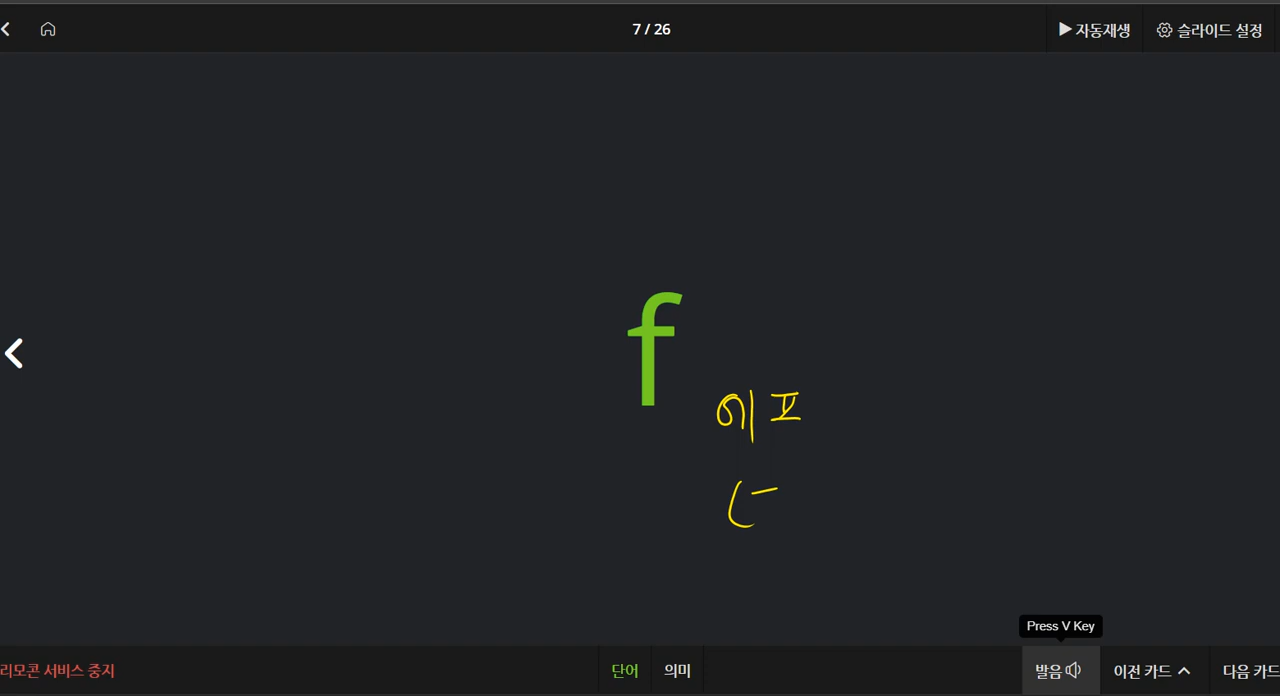 7 / 26
▶ 자동재생
슬라이드 설정
f
에프
Press V Key
리모콘 서비스 중지
단어
의미
발음
이전 카드
다음 카드